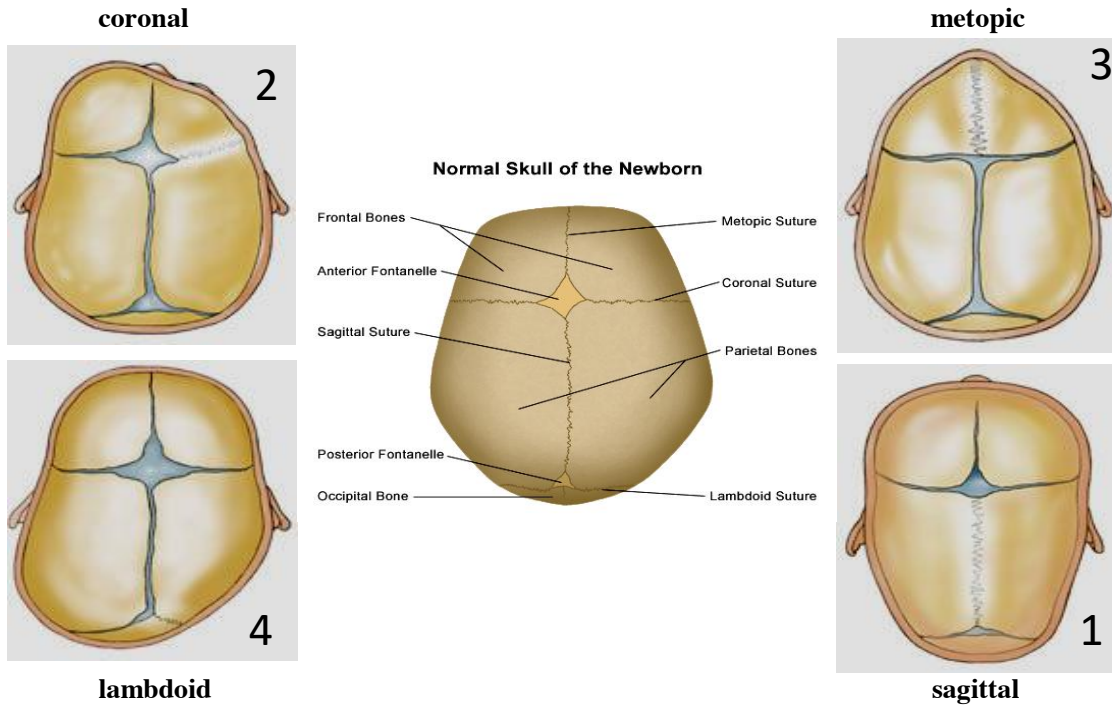 coronal
metopic
2
3
Normal Skull of the Newborn
Frontal Bones
Metopic Suture
Anterior Fontanelle
Coronal Suture
Sagittal Suture
Parietal Bones
Posterior Fontanelle
Occipital Bone
Lambdoid Suture
4
1
lambdoid
sagittal